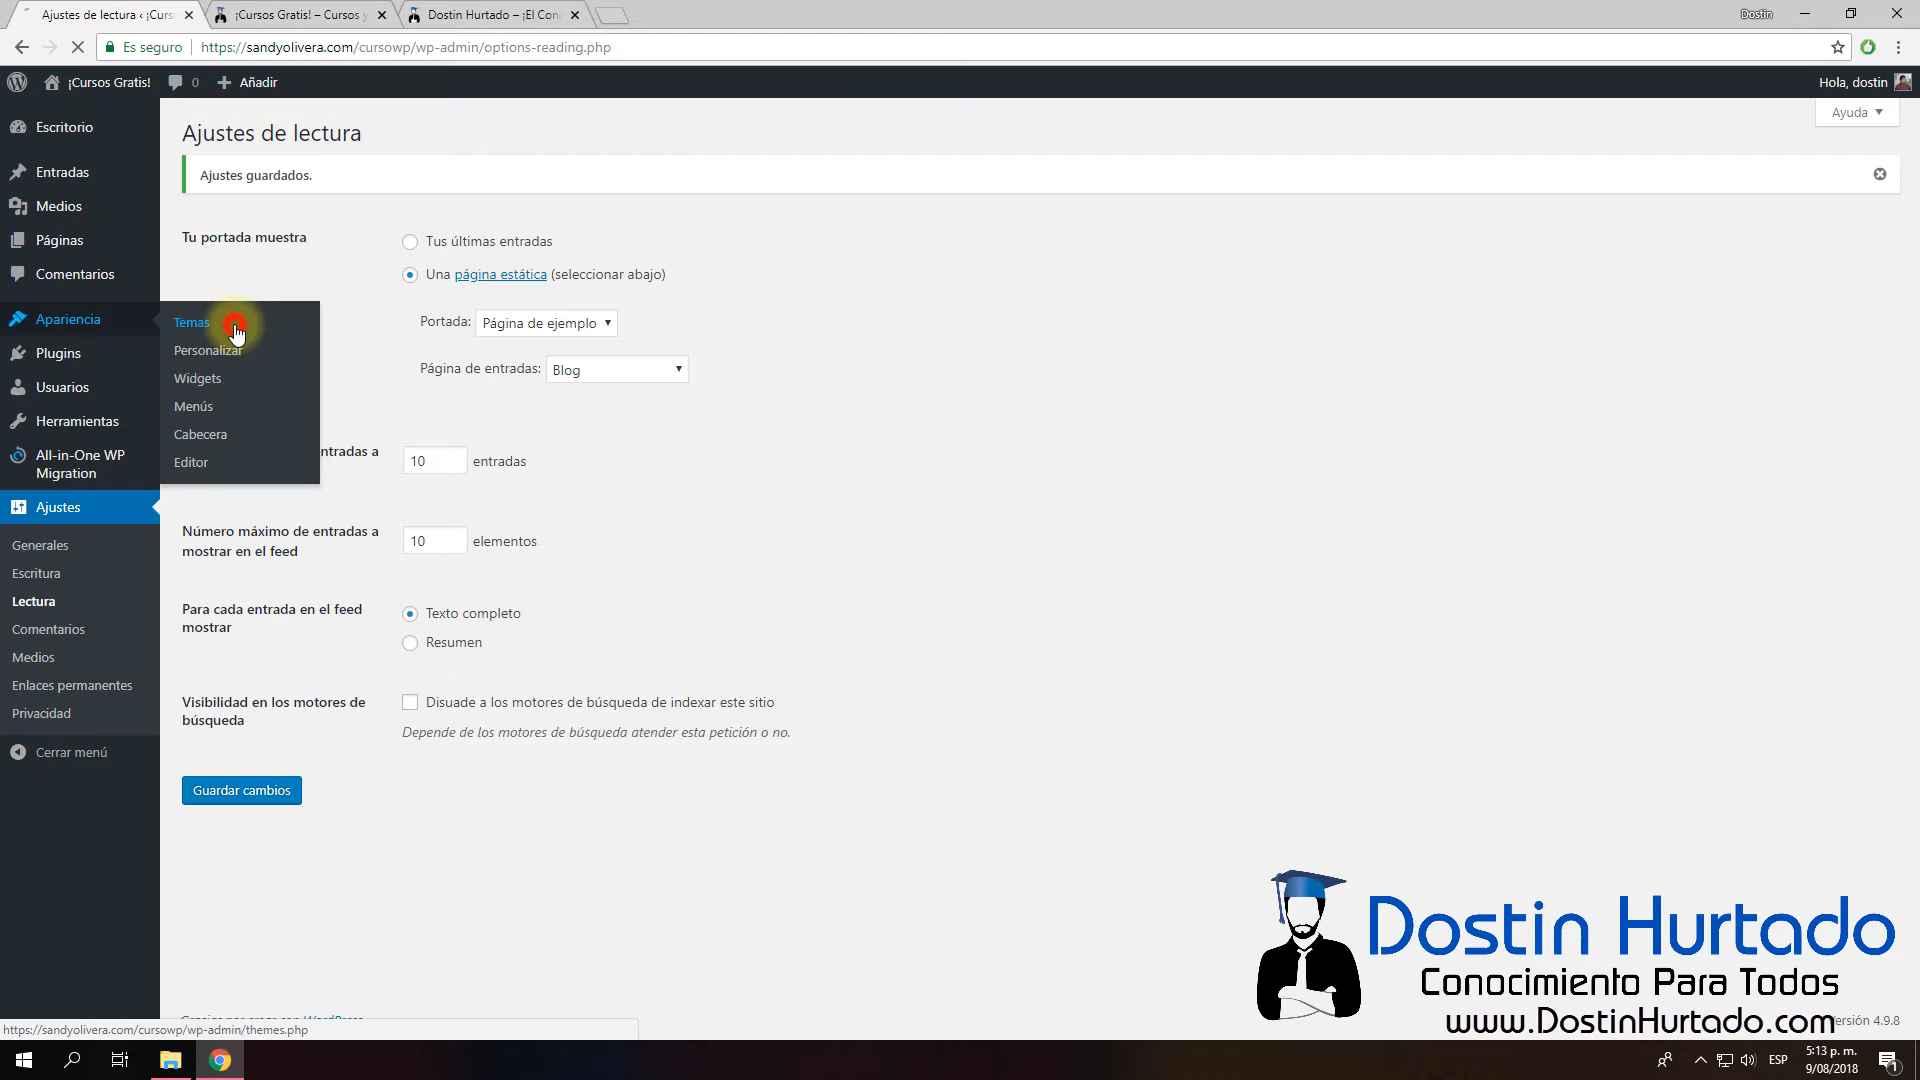 Ajustes de lectura ‹ ¡Curs
¡Cursos Gratis! – Cursos y
Dostin Hurtado – ¡El Con
Dostin
Es seguro
https://sandyolivera.com/cursowp/wp-admin/options-reading.php
¡Cursos Gratis!
0
Añadir
Hola, dostin
Ayuda
Escritorio
Entradas
Medios
Páginas
Comentarios
Apariencia
Plugins
Usuarios
Herramientas
All-in-One WP
Migration
Ajustes
Generales
Escritura
Lectura
Comentarios
Medios
Enlaces permanentes
Privacidad
Cerrar menú
Temas
Personalizar
Widgets
Menús
Cabecera
Editor
Ajustes de lectura
Ajustes guardados.
Tu portada muestra
Tus últimas entradas
Una página estática (seleccionar abajo)
Portada: Página de ejemplo
Página de entradas: Blog
ntradas a
10 entradas
Número máximo de entradas a
mostrar en el feed
10 elementos
Para cada entrada en el feed
mostrar
Texto completo
Resumen
Visibilidad en los motores de
búsqueda
Disuade a los motores de búsqueda de indexar este sitio
Depende de los motores de búsqueda atender esta petición o no.
Guardar cambios
Dostin Hurtado
Conocimiento Para Todos
www.DostinHurtado.com
ersión 4.9.8
https://sandyolivera.com/cursowp/wp-admin/themes.php
ESP
5:13 p. m.
9/08/2018
1